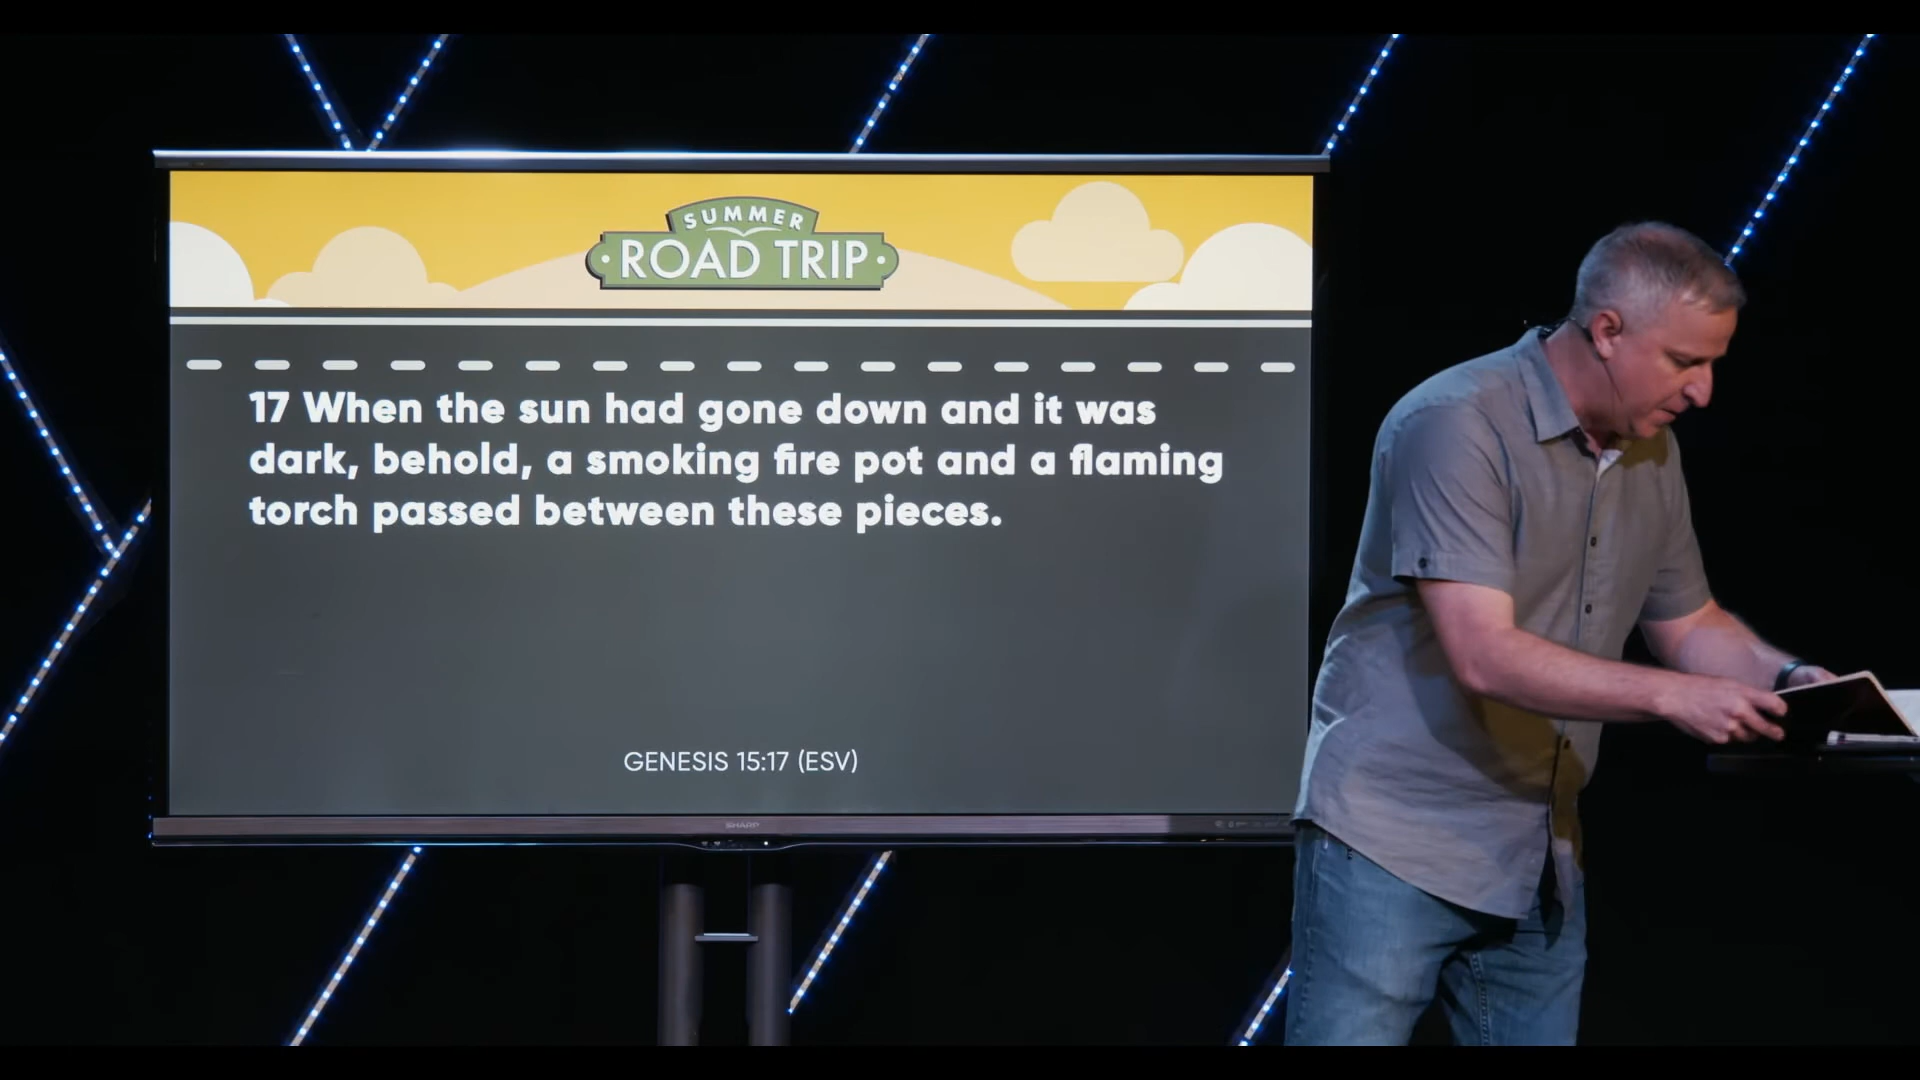 SUMMER
ROAD TRIP
17 When the sun had gone down and it was
dark, behold, a smoking fire pot and a flaming
torch passed between these pieces.
GENESIS 15:17 (ESV)
SHARP